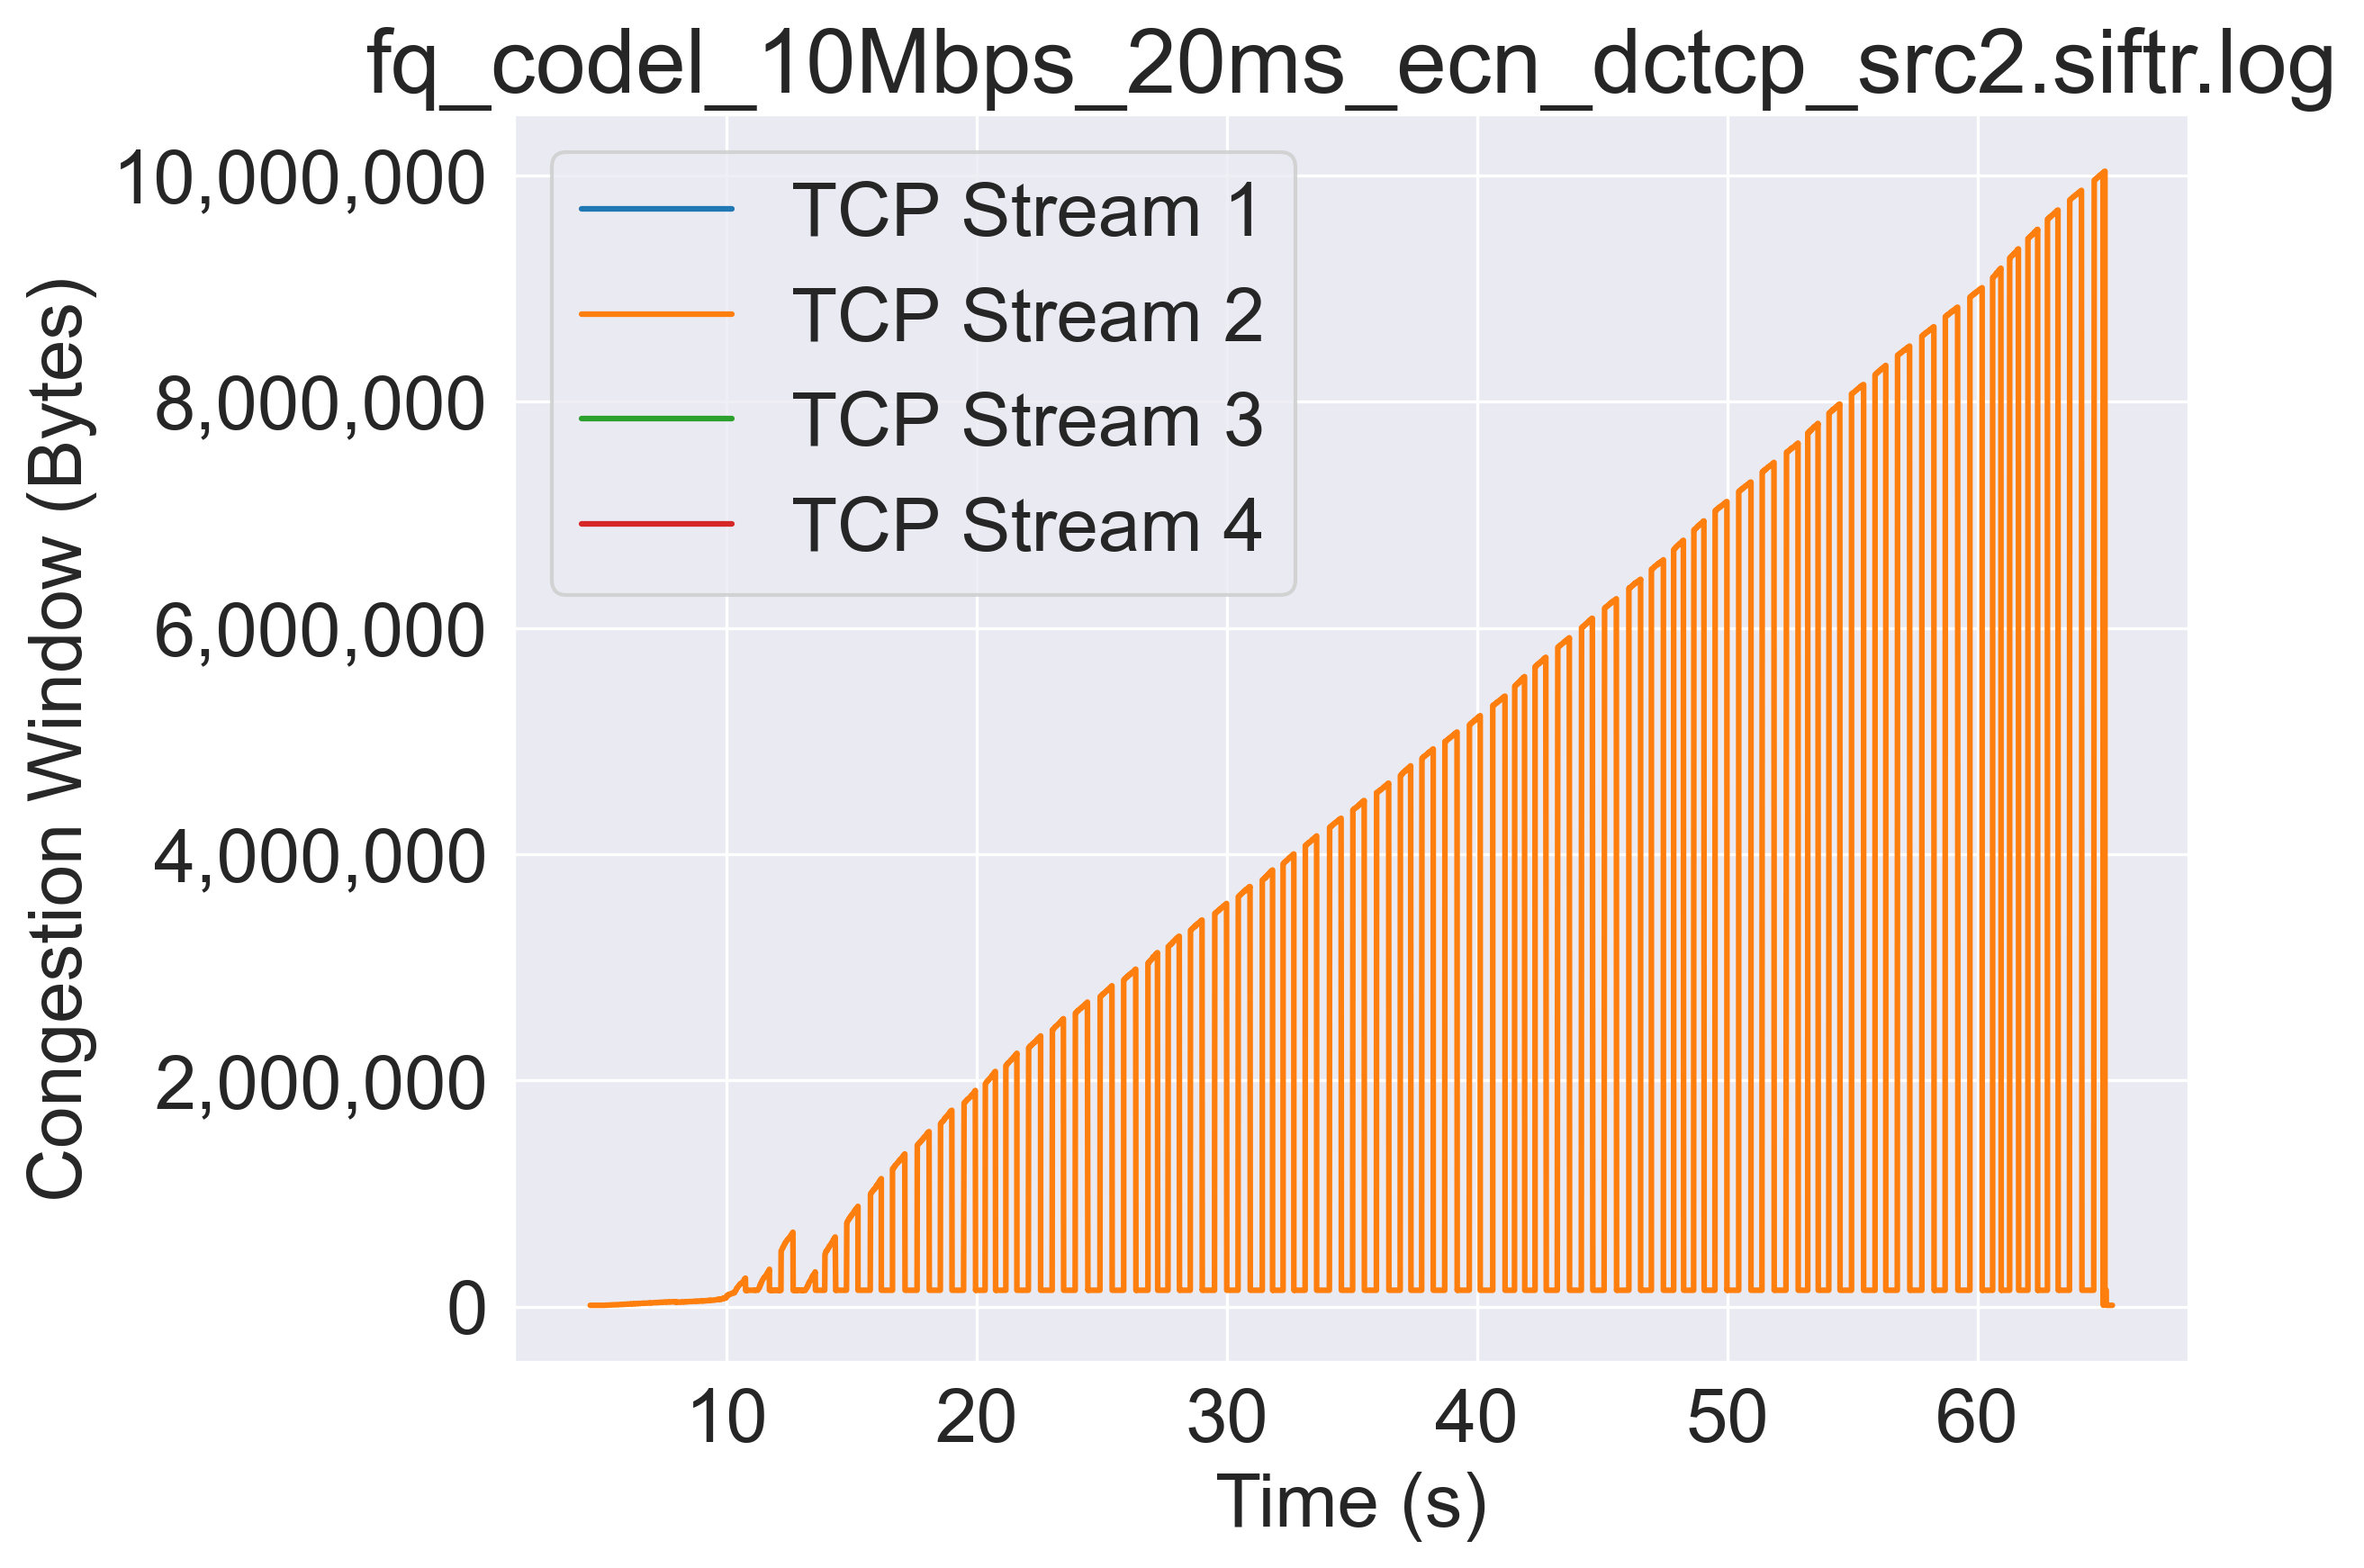 fq_codel_10Mbps_20ms_ecn_dctcp_src2.siftr.log
10,000,000
8,000,000
6,000,000
4,000,000
2,000,000
0
Congestion Window (Bytes)
TCP Stream 1
TCP Stream 2
TCP Stream 3
TCP Stream 4
10 20 30 40 50 60
Time (s)